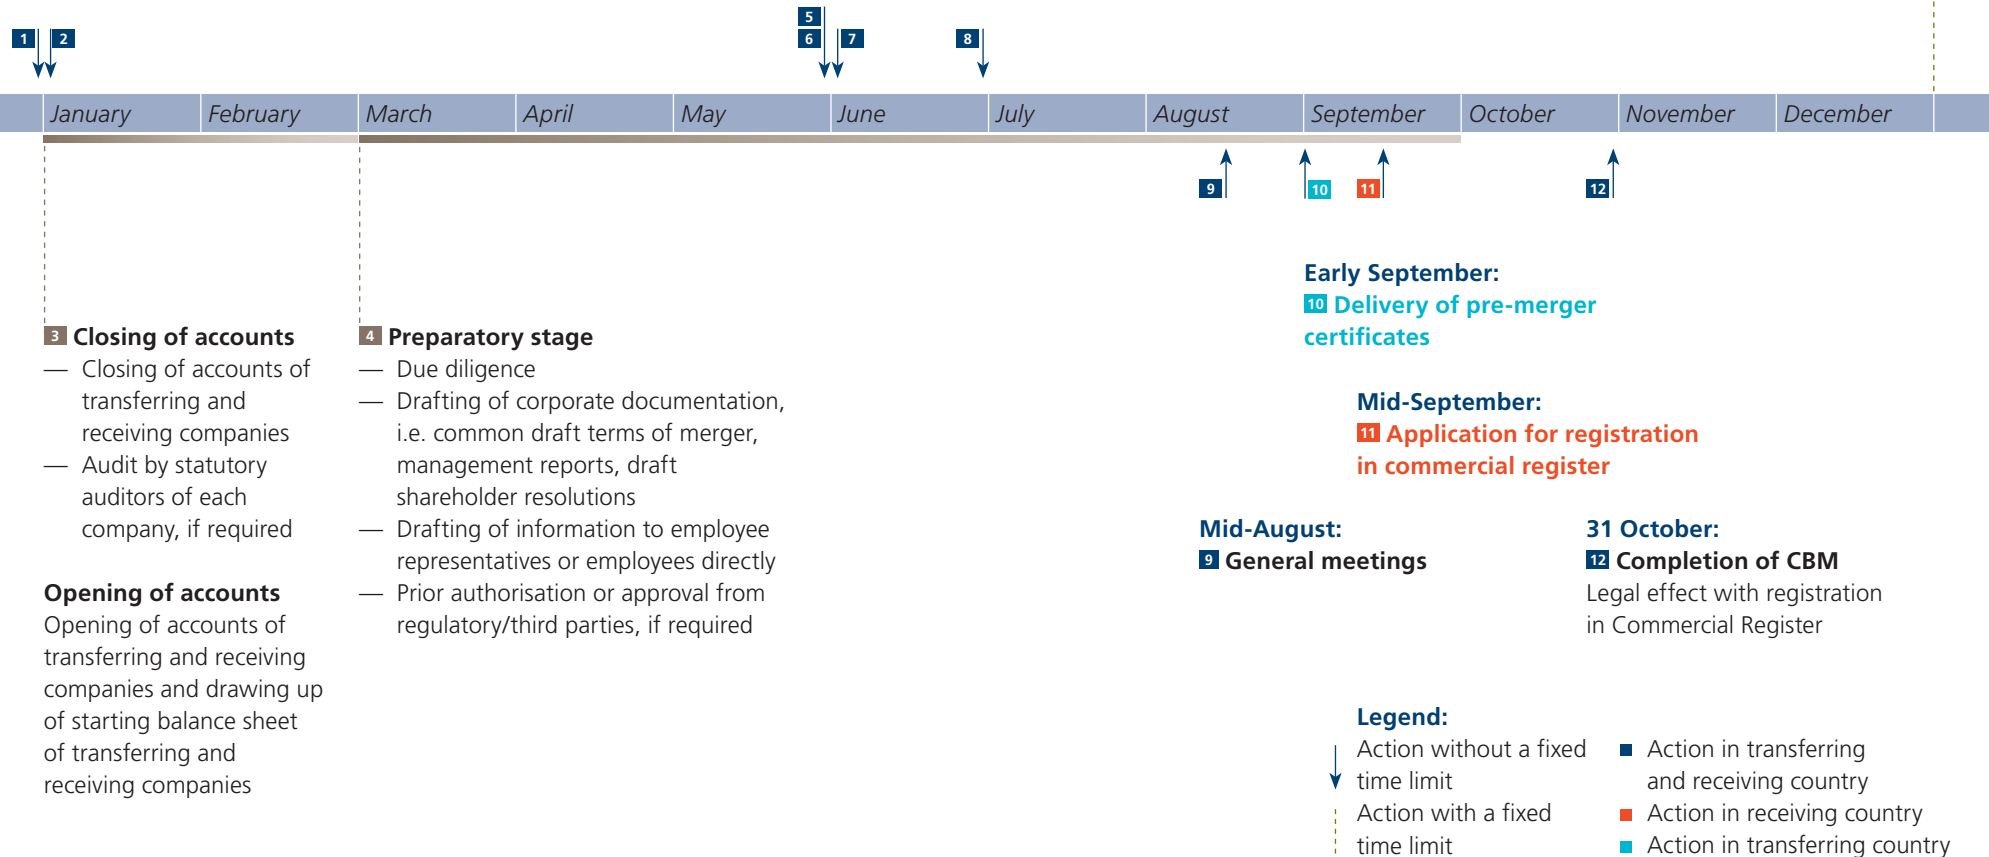 5
1 2 6 7 8
January February March April May June July August September October November December
9 10 11 12
Early September:
10 Delivery of pre-merger
certificates
3 Closing of accounts
— Closing of accounts of
transferring and
receiving companies
— Audit by statutory
auditors of each
company, if required
Opening of accounts
Opening of accounts of
transferring and receiving
companies and drawing up
of starting balance sheet
of transferring and
receiving companies
4 Preparatory stage
— Due diligence
— Drafting of corporate documentation,
i.e. common draft terms of merger,
management reports, draft
shareholder resolutions
— Drafting of information to employee
representatives or employees directly
— Prior authorisation or approval from
regulatory/third parties, if required
Mid-September:
11 Application for registration
in commercial register
Mid-August:
9 General meetings
31 October:
12 Completion of CBM
Legal effect with registration
in Commercial Register
Legend:
Action without a fixed
time limit
Action with a fixed
time limit
Action in transferring
and receiving country
Action in receiving country
Action in transferring country